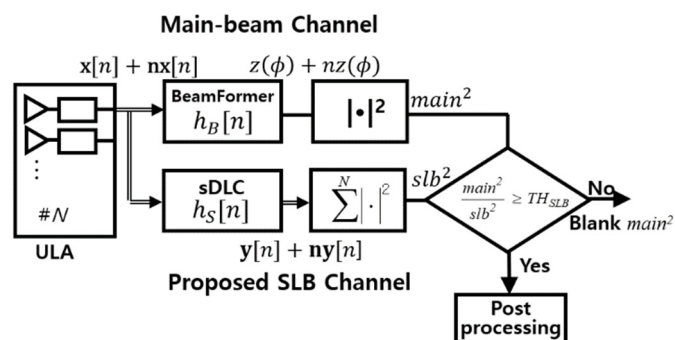 Main-beam Channel
x[n] + nx[n]
z(ϕ) + nz(ϕ)
BeamFormer
h_B[n]
|•|²
main²
⋮
#N
ULA
sDLC
h_S[n]
∑^N|·|²
slb²
main²/slb² ≥ TH_SLB
No
Blank main²
y[n] + ny[n]
Proposed SLB Channel
Yes
Post
processing